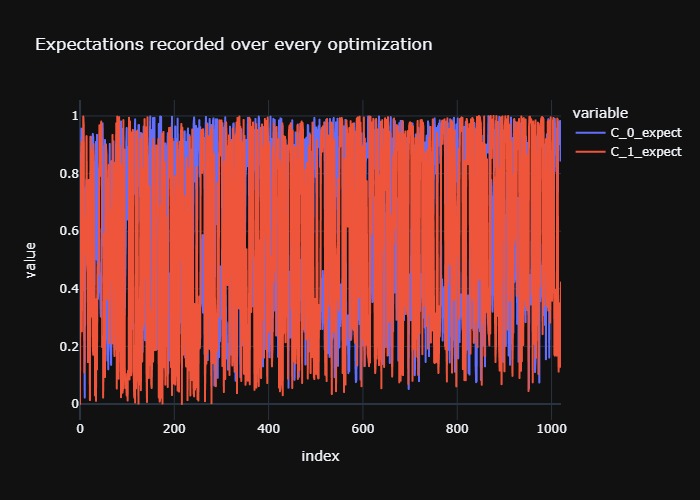 Expectations recorded over every optimization
variable
C_0_expect
C_1_expect
1
0.8
0.6
0.4
0.2
0
value
0
200
400
600
800
1000
index